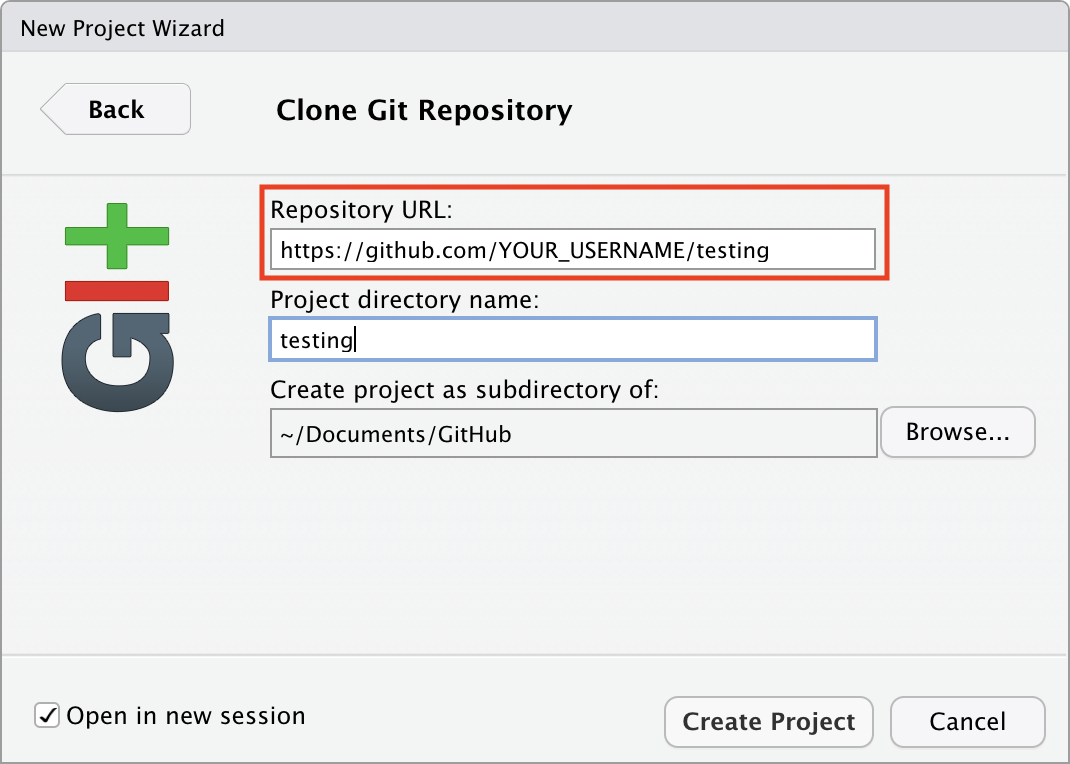 New Project Wizard
Back
Clone Git Repository
GIt
Repository URL:
https://github.com/YOUR_USERNAME/testing
Project directory name:
testing
Create project as subdirectory of:
~/Documents/GitHub
Browse...
Open in new session
Create Project
Cancel